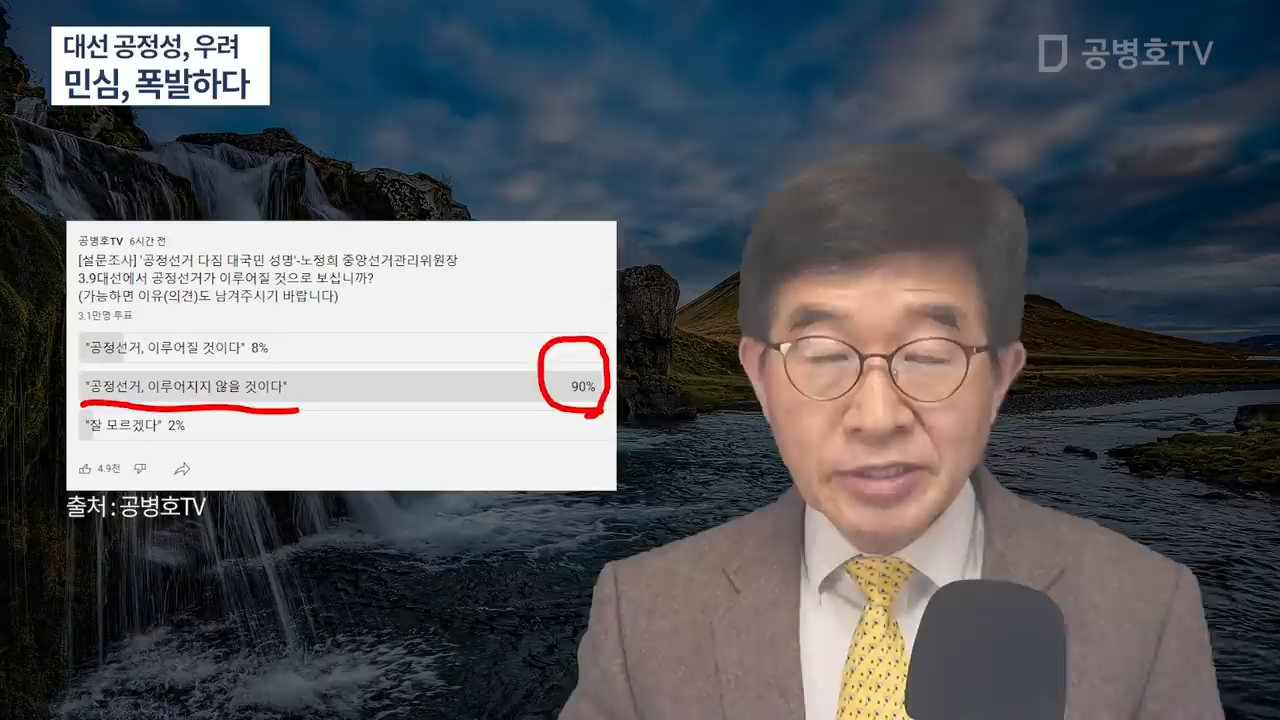 대선 공정성, 우려
민심, 폭발하다
공병호TV
공병호TV 6시간 전
[설문조사] '공정선거 다짐 대국민 성명'-노정희 중앙선거관리위원장
3.9대선에서 공정선거가 이루어질 것으로 보십니까?
(가능하면 이유(의견)도 남겨주시기 바랍니다)
3.1만명 투표
"공정선거, 이루어질 것이다" 8%
"공정선거, 이루어지지 않을 것이다" 90%
"잘 모르겠다" 2%
4.9천
출처 : 공병호TV